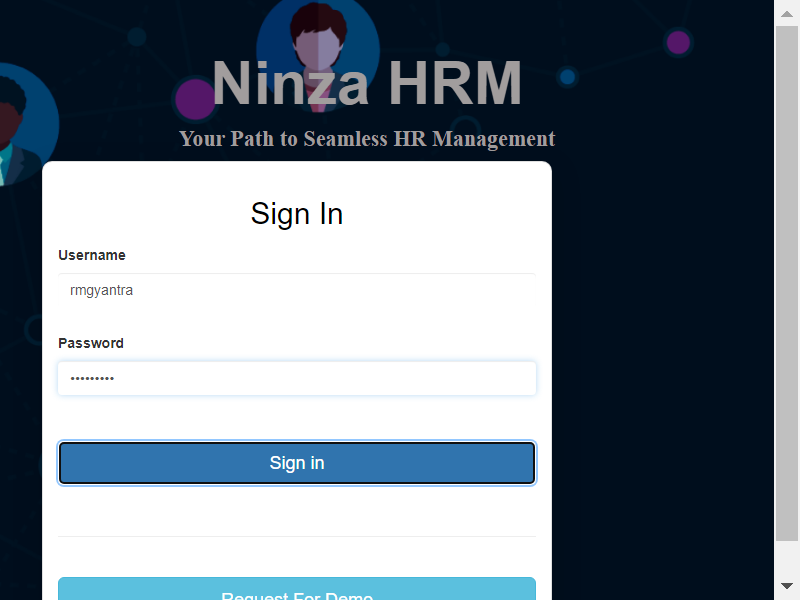 Ninza HRM
Your Path to Seamless HR Management
Sign In
Username
rmgyantra
Password
•••••••••
Sign in
Request For Demo